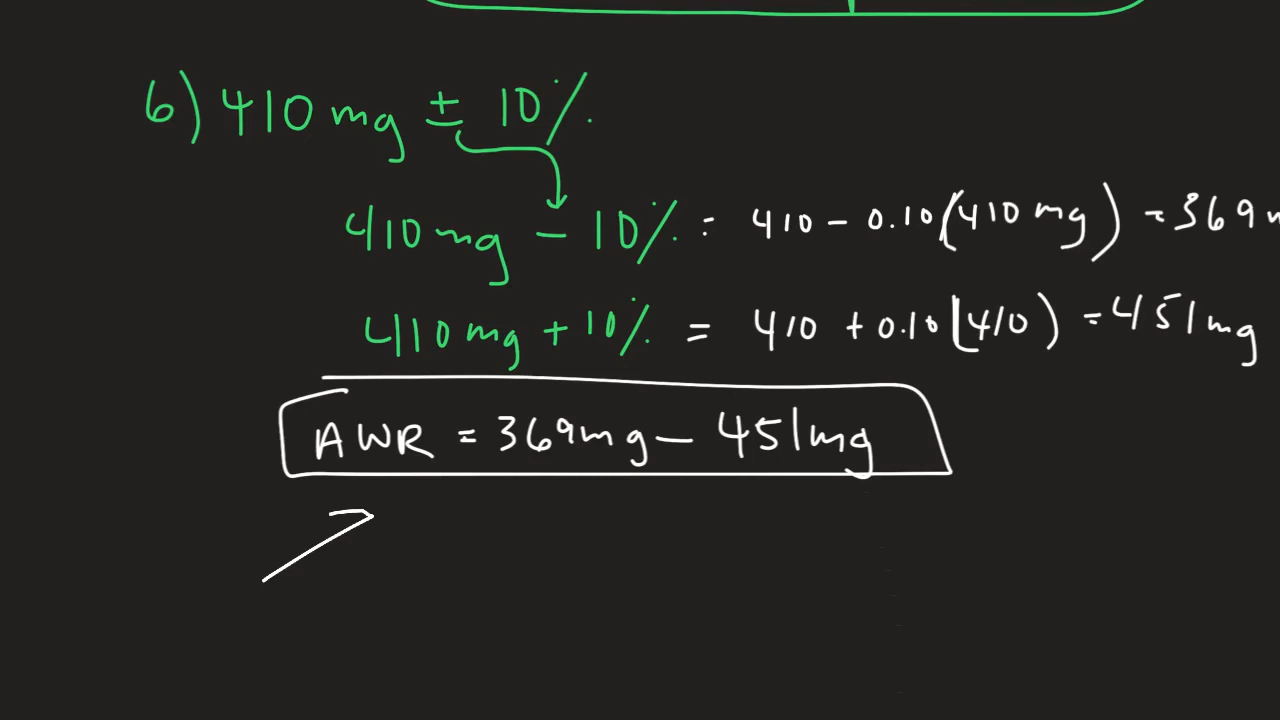 6) 410 mg ± 10%
410 mg - 10% = 410 - 0.10 (410 mg) = 369 m
410 mg + 10% = 410 + 0.10 (410) = 451 mg
AWR = 369 mg - 451 mg